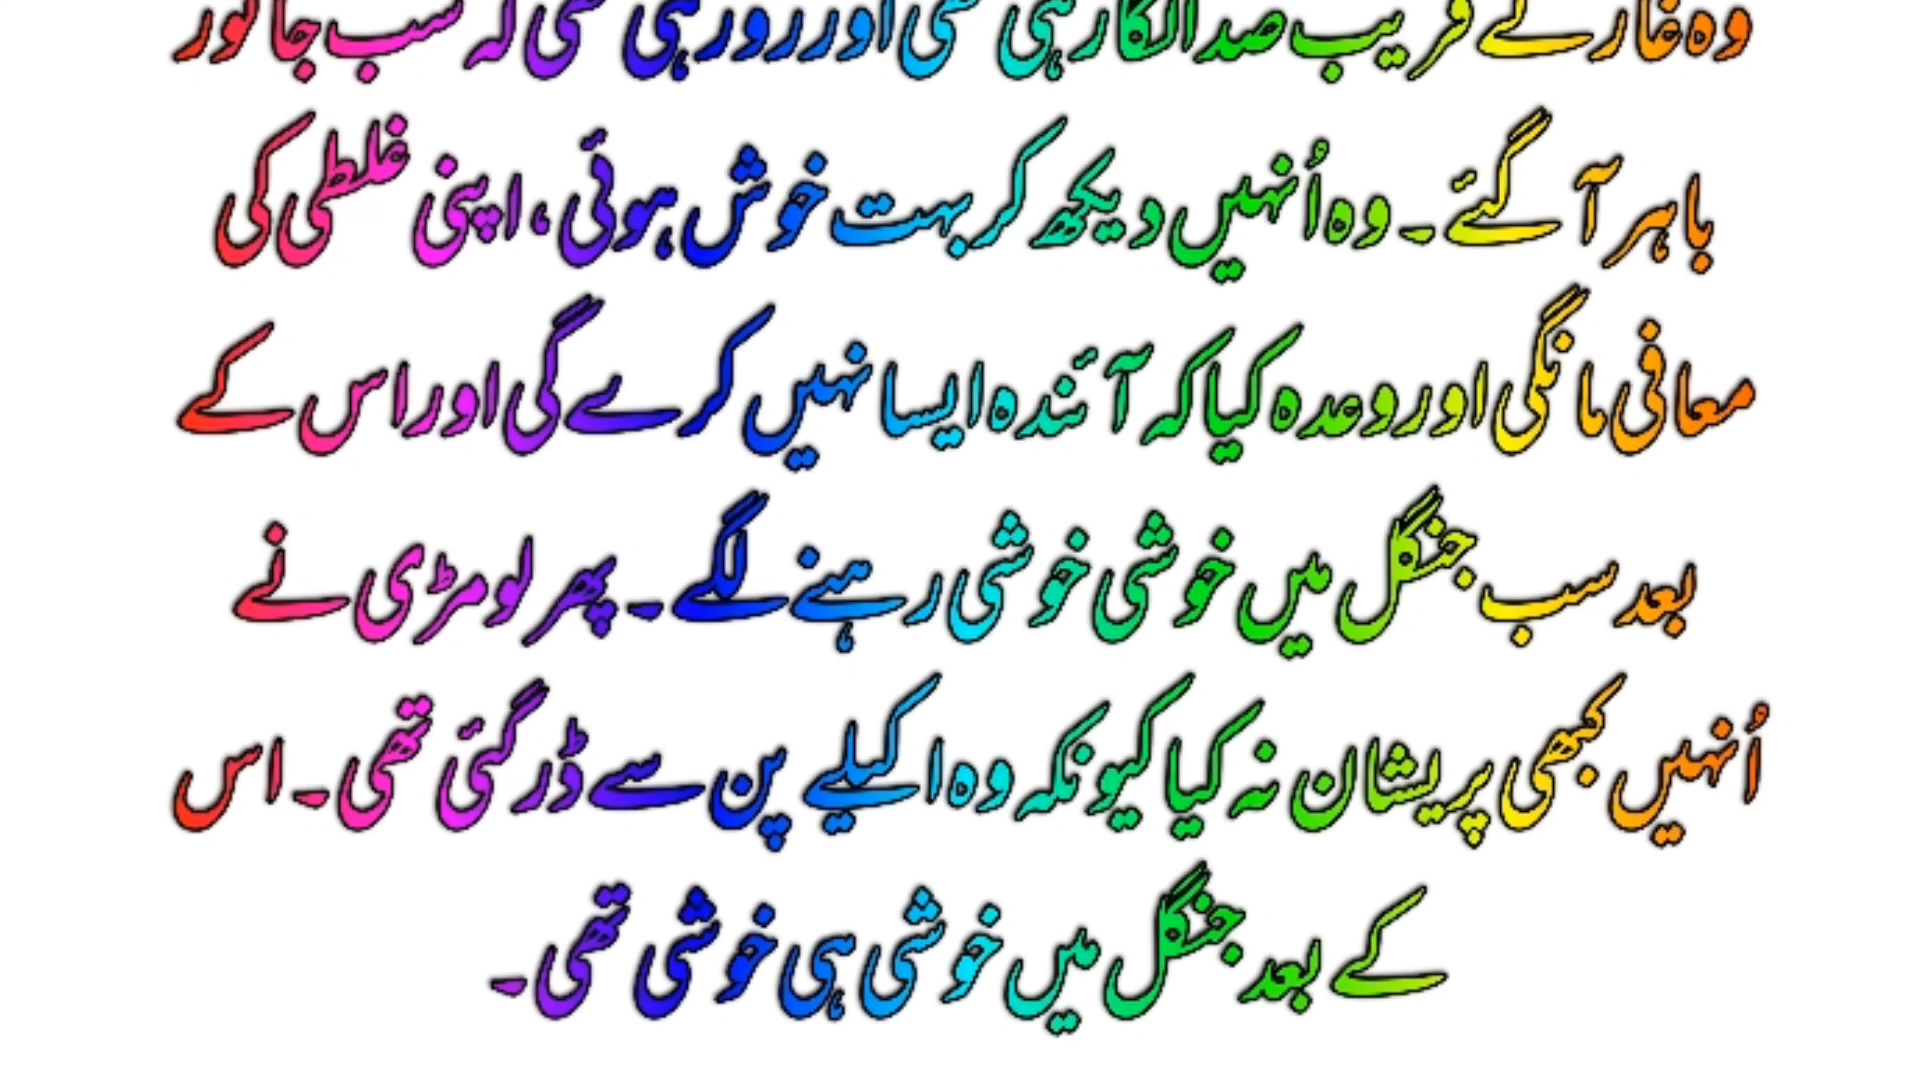 وہ غار کے قریب صدا لگا رہی تھی اور رو رہی تھی کہ سب جانور
باہر آ گئے۔ وہ اُنہیں دیکھ کر بہت خوش ہوئی، اپنی غلطی کی
معافی مانگی اور وعدہ کیا کہ آئندہ ایسا نہیں کرے گی اور اس کے
بعد سب جنگل میں خوشی خوشی رہنے لگے۔ پھر لومڑی نے
اُنہیں کبھی پریشان نہ کیا کیونکہ وہ اکیلے پن سے ڈر گئی تھی۔ اس
کے بعد جنگل میں خوشی ہی خوشی تھی۔